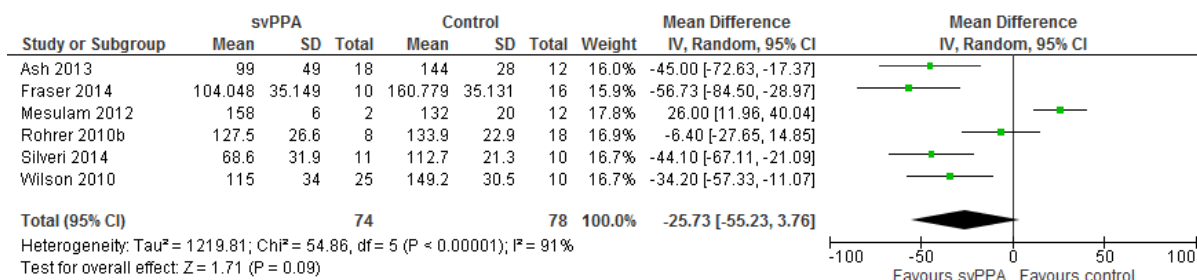 svPPA Control Mean Difference Mean Difference
Study or Subgroup Mean SD Total Mean SD Total Weight IV, Random, 95% CI IV, Random, 95% CI
Ash 2013 99 49 18 144 28 12 16.0% -45.00 [-72.63, -17.37]
Fraser 2014 104.048 35.149 10 160.779 35.131 16 15.9% -56.73 [-84.50, -28.97]
Mesulam 2012 158 6 2 132 20 12 17.8% 26.00 [11.96, 40.04]
Rohrer 2010b 127.5 26.6 8 133.9 22.9 18 16.9% -6.40 [-27.65, 14.85]
Silveri 2014 68.6 31.9 11 112.7 21.3 10 16.7% -44.10 [-67.11, -21.09]
Wilson 2010 115 34 25 149.2 30.5 10 16.7% -34.20 [-57.33, -11.07]
Total (95% CI) 74 78 100.0% -25.73 [-55.23, 3.76]
Heterogeneity: Tau² = 1219.81; Chi² = 54.86, df = 5 (P < 0.00001); I² = 91%
Test for overall effect: Z = 1.71 (P = 0.09)
-100 -50 0 50 100
Favours svPPA Favours control